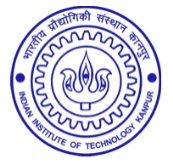 भारतीय प्रौद्योगिकी संस्थान कानपुर
INDIAN INSTITUTE OF TECHNOLOGY KANPUR